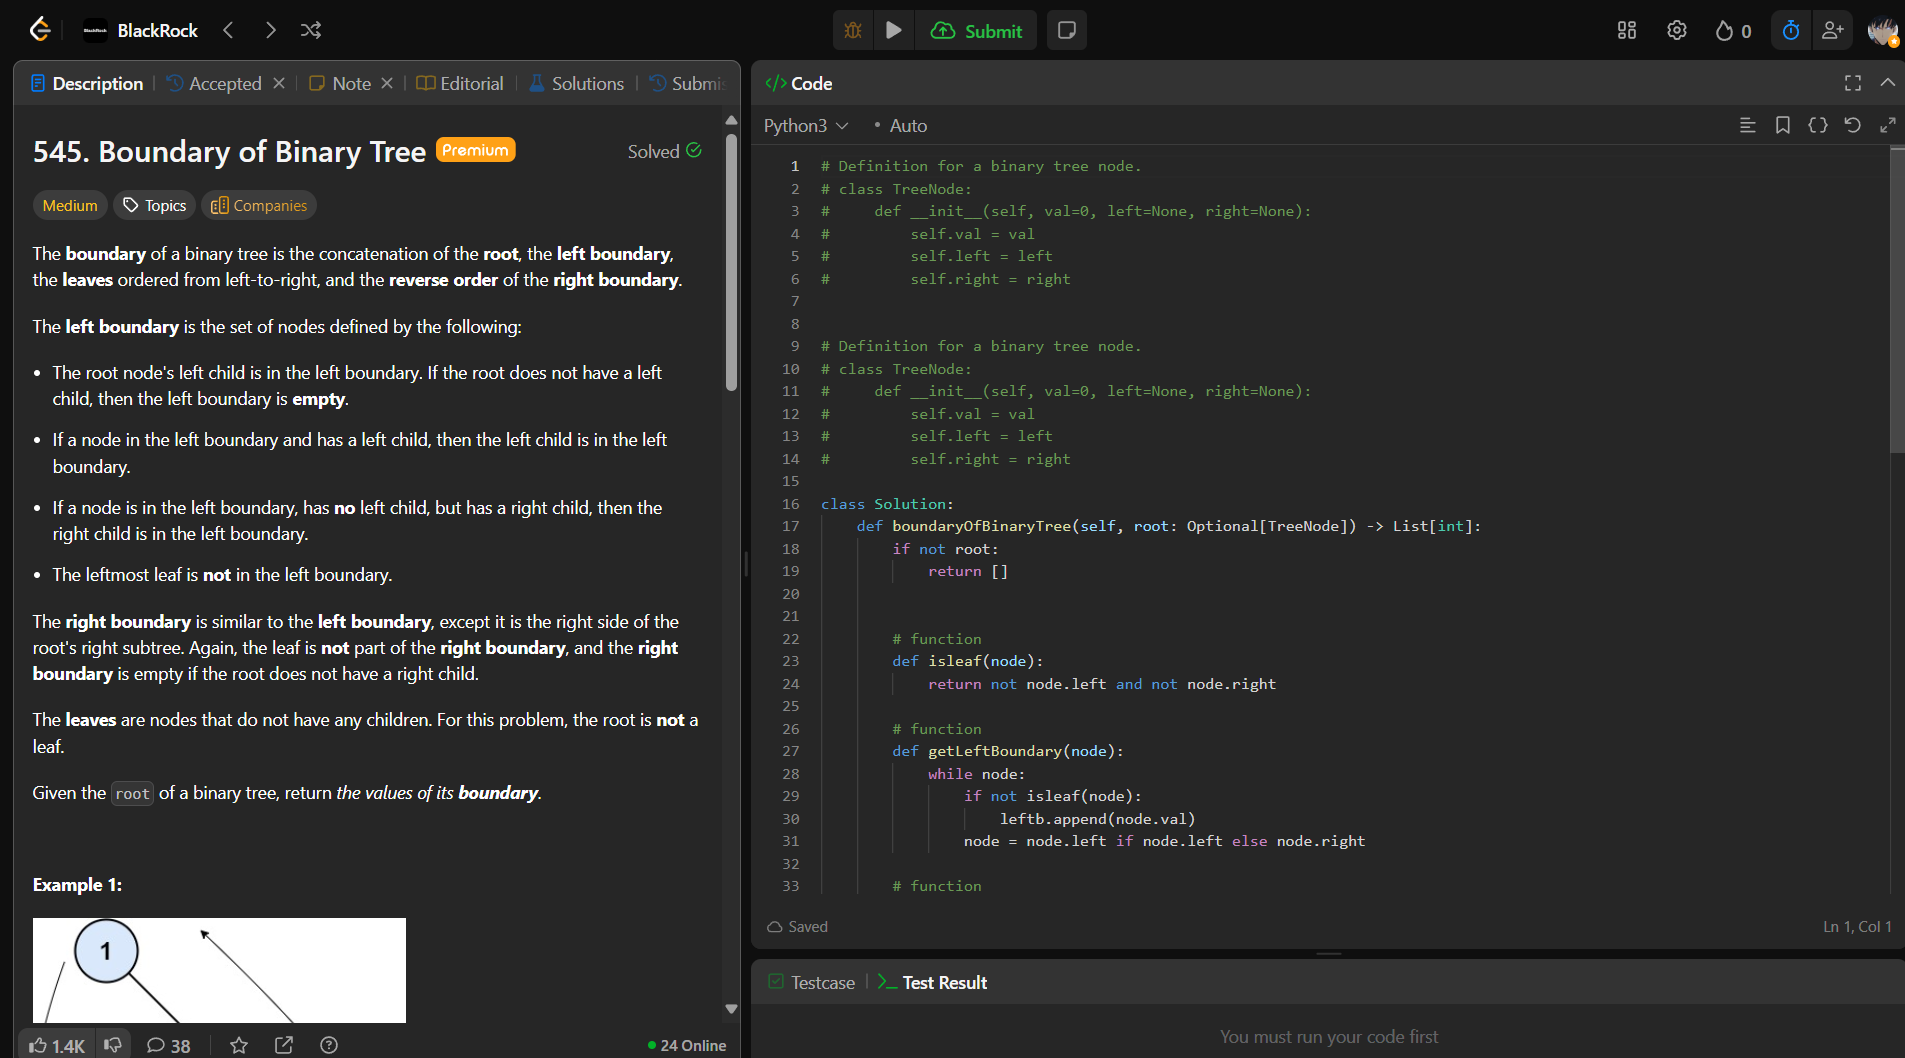 BlackRock
Submit
0
Description
Accepted
Note
Editorial
Solutions
Submis
545. Boundary of Binary Tree
Premium
Solved
Medium
Topics
Companies
The boundary of a binary tree is the concatenation of the root, the left boundary,
the leaves ordered from left-to-right, and the reverse order of the right boundary.
The left boundary is the set of nodes defined by the following:
• The root node's left child is in the left boundary. If the root does not have a left
child, then the left boundary is empty.
• If a node in the left boundary and has a left child, then the left child is in the left
boundary.
• If a node is in the left boundary, has no left child, but has a right child, then the
right child is in the left boundary.
• The leftmost leaf is not in the left boundary.
The right boundary is similar to the left boundary, except it is the right side of the
root's right subtree. Again, the leaf is not part of the right boundary, and the right
boundary is empty if the root does not have a right child.
The leaves are nodes that do not have any children. For this problem, the root is not a
leaf.
Given the root of a binary tree, return the values of its boundary.
Example 1:
1
1.4K
38
24 Online
</> Code
Python3
• Auto
1 # Definition for a binary tree node.
2 # class TreeNode:
3 #     def __init__(self, val=0, left=None, right=None):
4 #         self.val = val
5 #         self.left = left
6 #         self.right = right
7
8
9 # Definition for a binary tree node.
10 # class TreeNode:
11 #     def __init__(self, val=0, left=None, right=None):
12 #         self.val = val
13 #         self.left = left
14 #         self.right = right
15
16 class Solution:
17     def boundaryOfBinaryTree(self, root: Optional[TreeNode]) -> List[int]:
18         if not root:
19             return []
20
21
22         # function
23         def isleaf(node):
24             return not node.left and not node.right
25
26         # function
27         def getLeftBoundary(node):
28             while node:
29                 if not isleaf(node):
30                     leftb.append(node.val)
31                 node = node.left if node.left else node.right
32
33         # function
Saved
Ln 1, Col 1
Testcase
>_ Test Result
You must run your code first